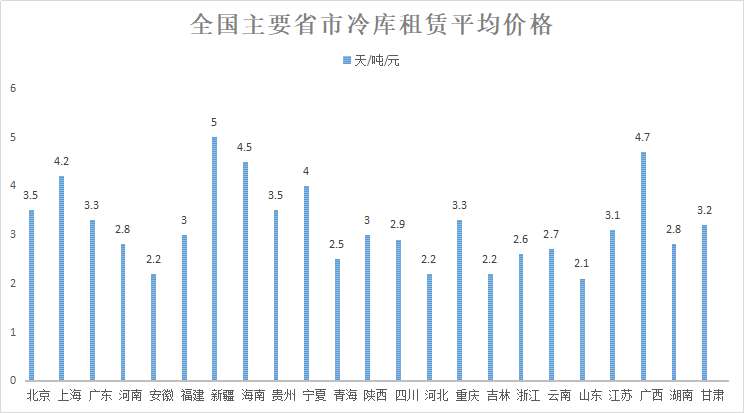 全国主要省市冷库租赁平均价格
天/吨/元
6
5
4
3
2
1
0
3.5 4.2 3.3 2.8 2.2 3 5 4.5 3.5 4 2.5 3 2.9 2.2 3.3 2.2 2.6 2.7 2.1 3.1 4.7 2.8 3.2
北京 上海 广东 河南 安徽 福建 新疆 海南 贵州 宁夏 青海 陕西 四川 河北 重庆 吉林 浙江 云南 山东 江苏 广西 湖南 甘肃